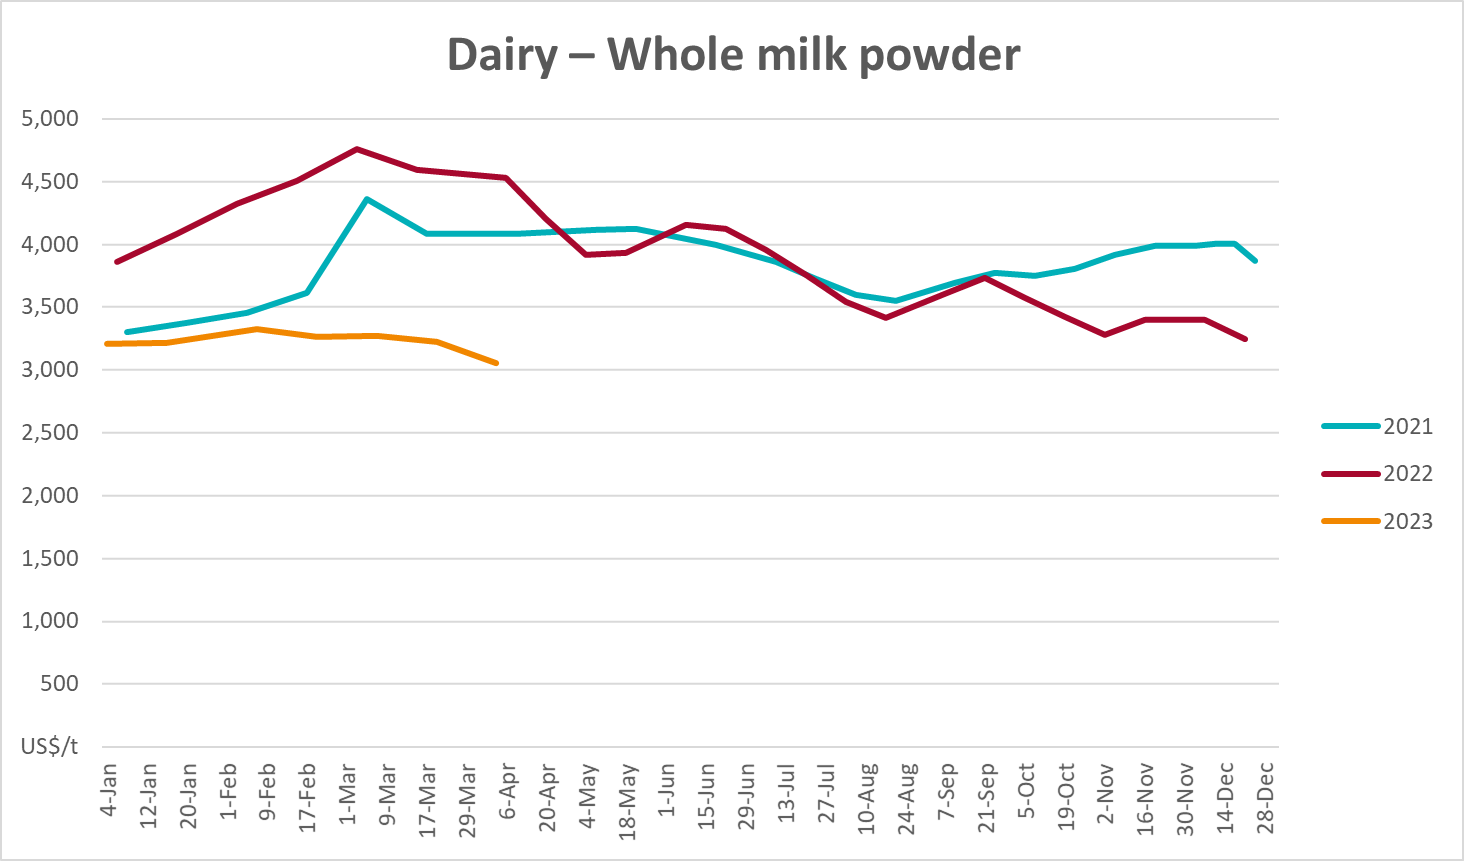 Dairy – Whole milk powder
5,000
4,500
4,000
3,500
3,000
2,500
2,000
1,500
1,000
500
US$/t
4-Jan
12-Jan
20-Jan
1-Feb
9-Feb
17-Feb
1-Mar
9-Mar
17-Mar
29-Mar
6-Apr
20-Apr
4-May
18-May
1-Jun
15-Jun
29-Jun
13-Jul
27-Jul
10-Aug
24-Aug
7-Sep
21-Sep
5-Oct
19-Oct
2-Nov
16-Nov
30-Nov
14-Dec
28-Dec
2021
2022
2023